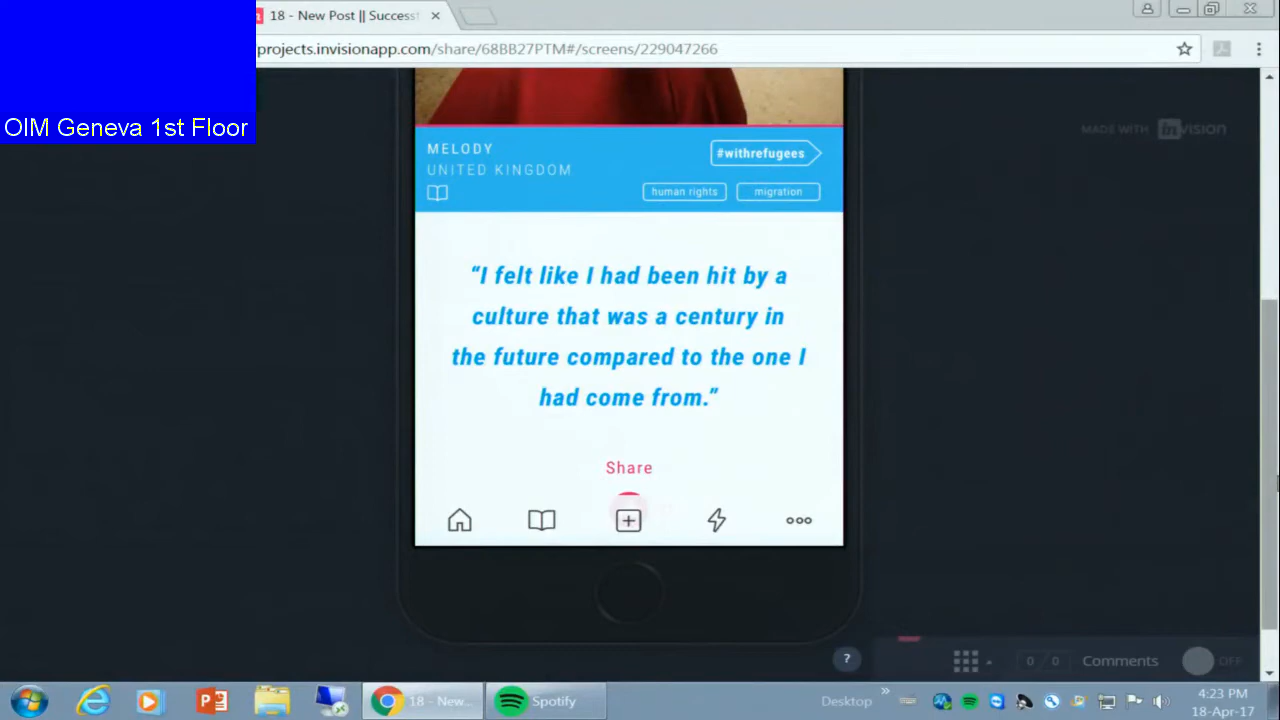 18 - New Post || Success
projects.invisionapp.com/share/68BB27PTM#/screens/229047266
OIM Geneva 1st Floor
MADE WITH invision
MELODY
#withrefugees
UNITED KINGDOM
human rights
migration
“I felt like I had been hit by a
culture that was a century in
the future compared to the one I
had come from.”
Share
?
0 / 0
Comments
OFF
18 - New...
Spotify
Desktop
4:23 PM
18-Apr-17